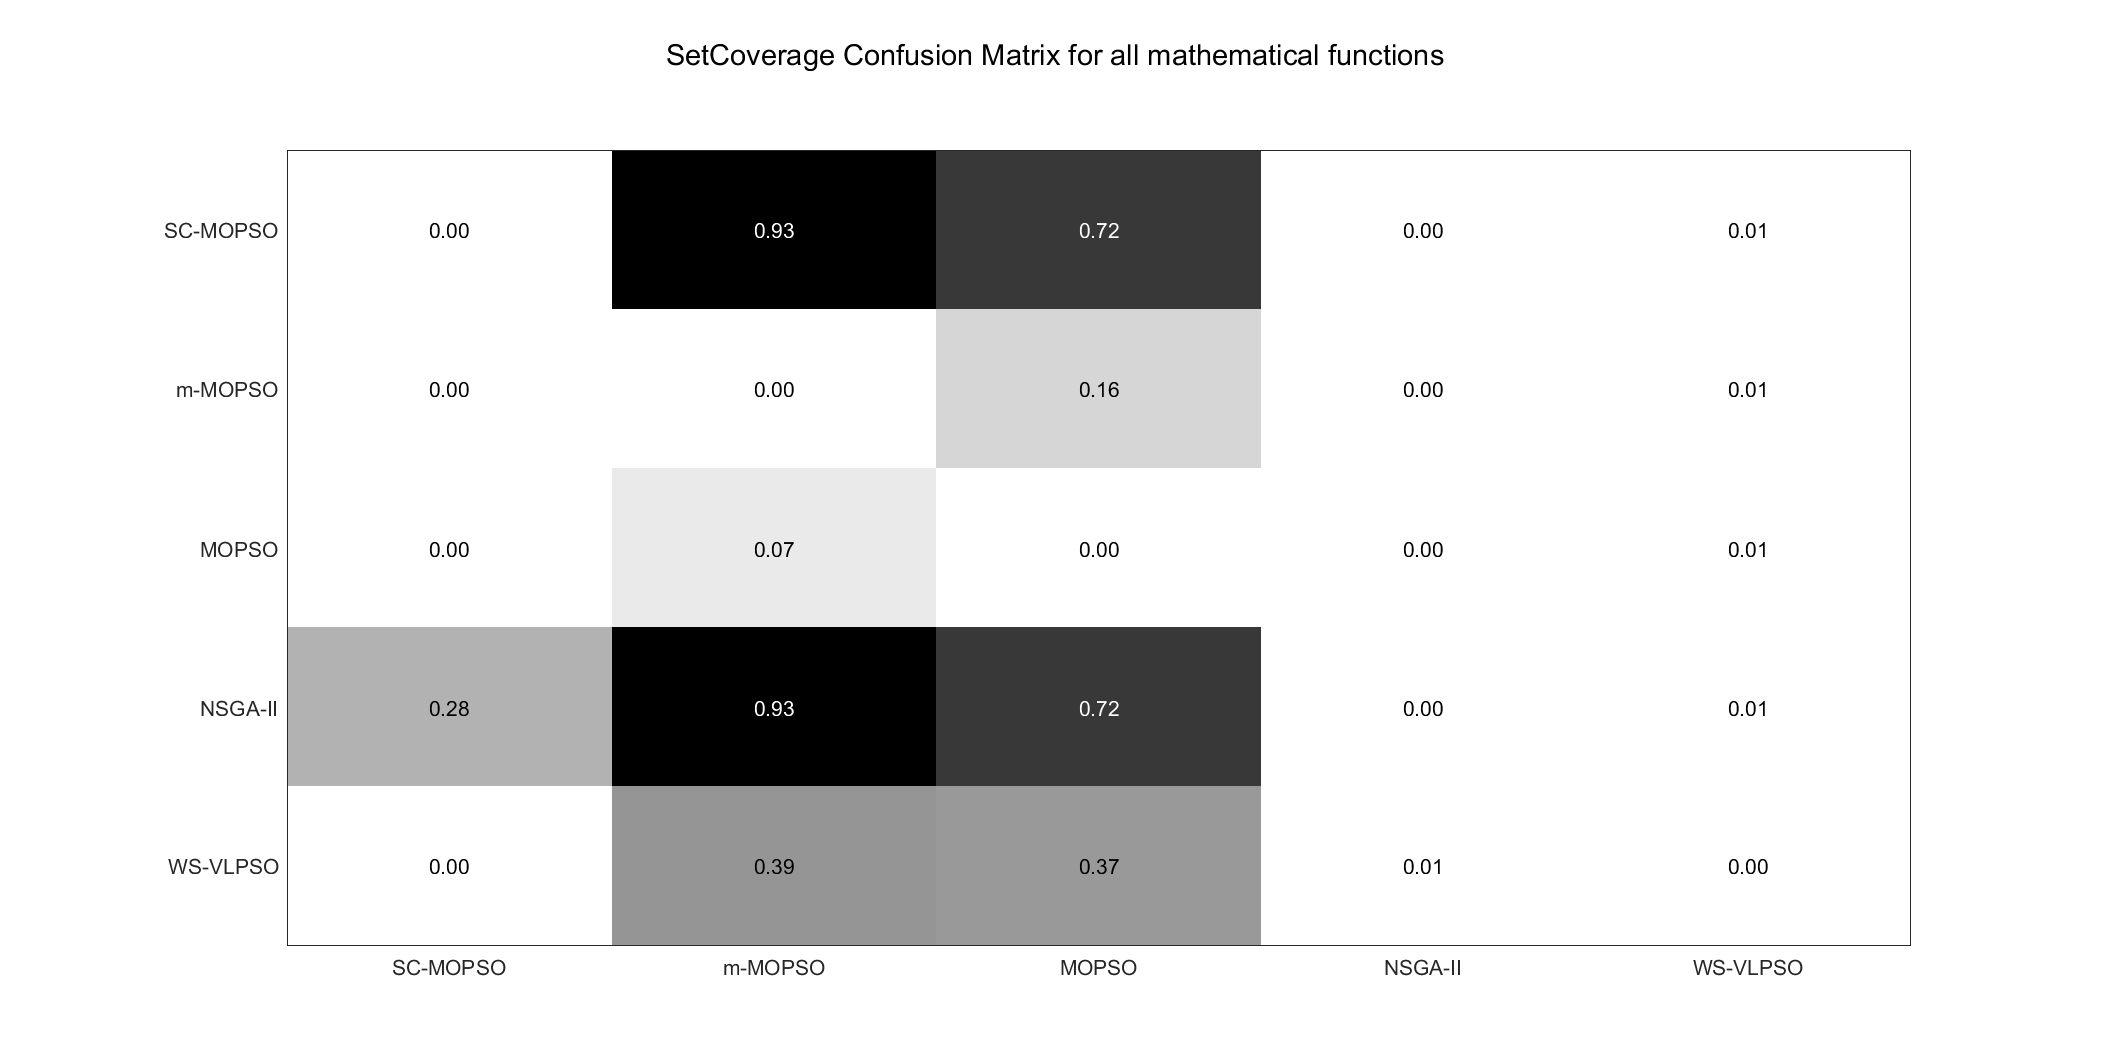 SetCoverage Confusion Matrix for all mathematical functions
SC-MOPSO 0.00 0.93 0.72 0.00 0.01
m-MOPSO 0.00 0.00 0.16 0.00 0.01
MOPSO 0.00 0.07 0.00 0.00 0.01
NSGA-II 0.28 0.93 0.72 0.00 0.01
WS-VLPSO 0.00 0.39 0.37 0.01 0.00
SC-MOPSO m-MOPSO MOPSO NSGA-II WS-VLPSO